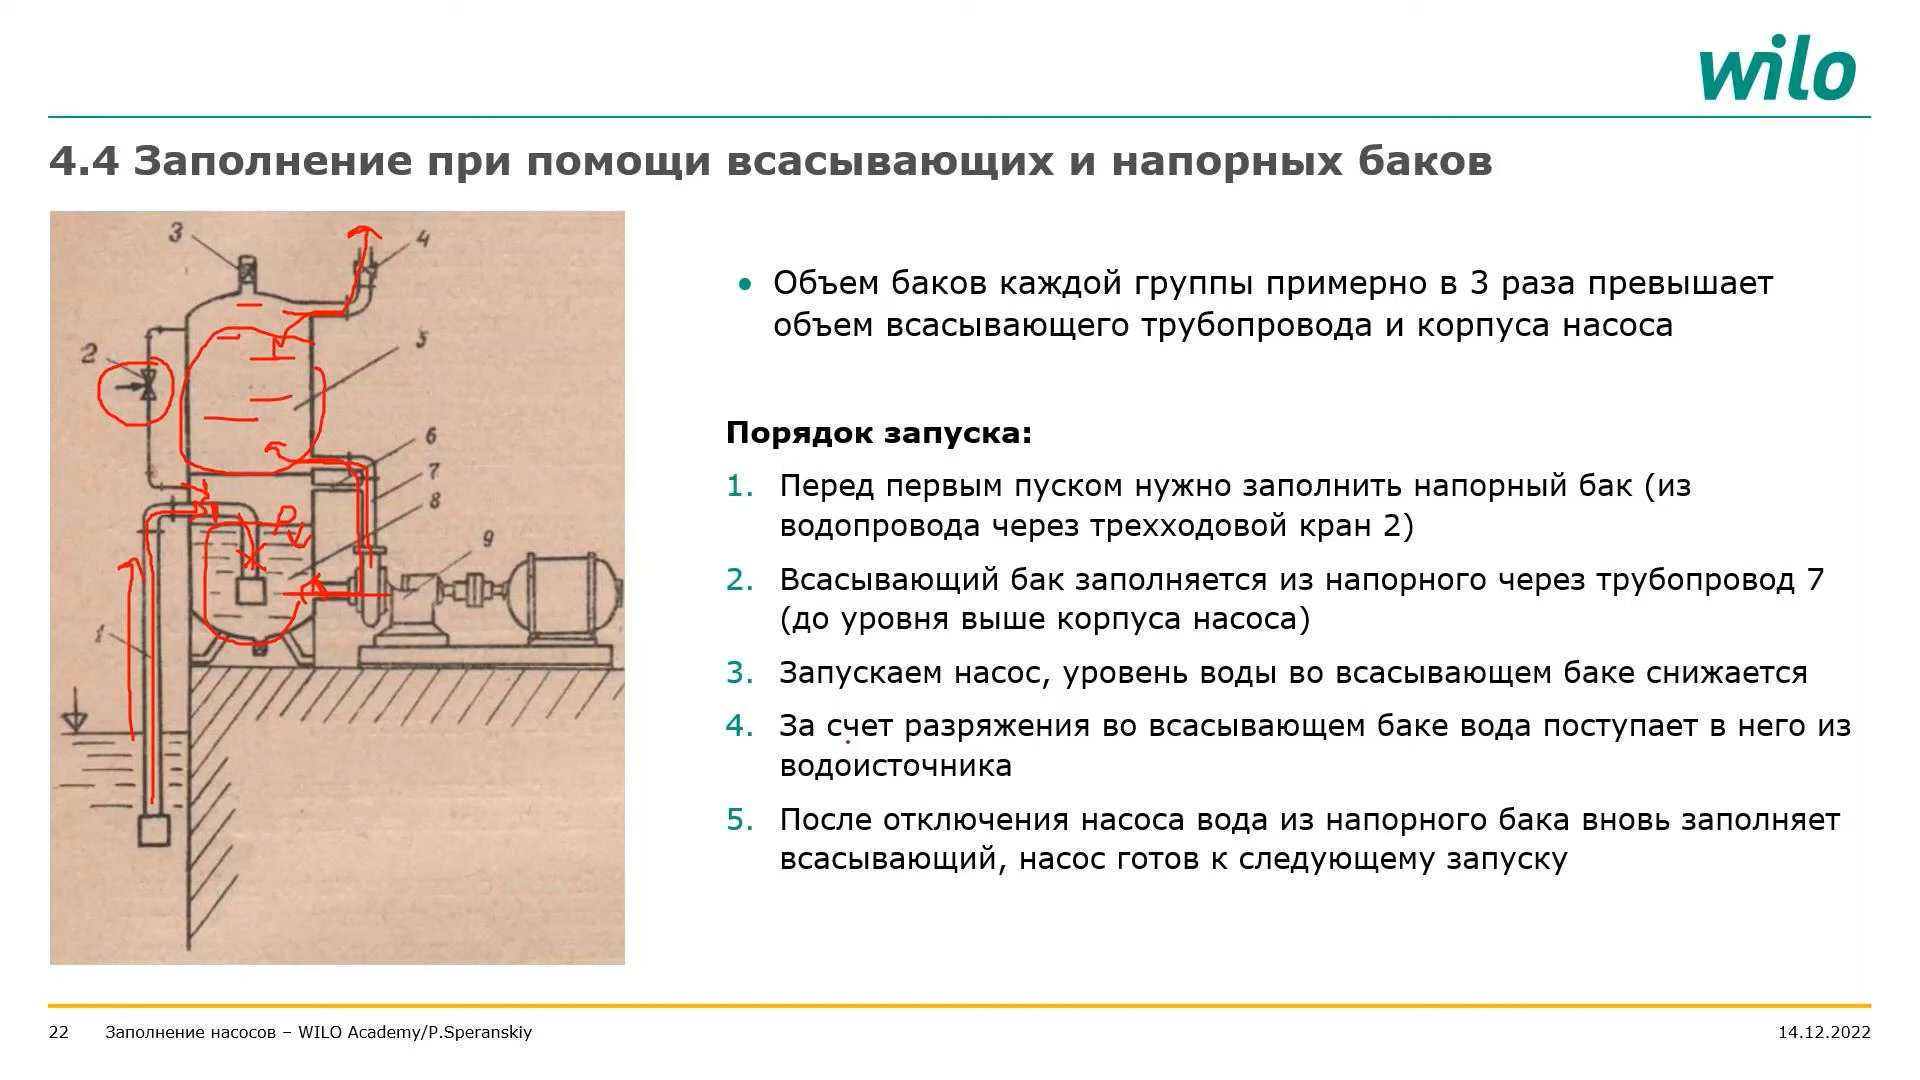 wilo
4.4 Заполнение при помощи всасывающих и напорных баков
3
4
2
5
6
7
8
9
1
P
• Объем баков каждой группы примерно в 3 раза превышает
объем всасывающего трубопровода и корпуса насоса
Порядок запуска:
1. Перед первым пуском нужно заполнить напорный бак (из
водопровода через трехходовой кран 2)
2. Всасывающий бак заполняется из напорного через трубопровод 7
(до уровня выше корпуса насоса)
3. Запускаем насос, уровень воды во всасывающем баке снижается
4. За счет разряжения во всасывающем баке вода поступает в него из
водоисточника
5. После отключения насоса вода из напорного бака вновь заполняет
всасывающий, насос готов к следующему запуску
22 Заполнение насосов – WILO Academy/P.Speranskiy
14.12.2022